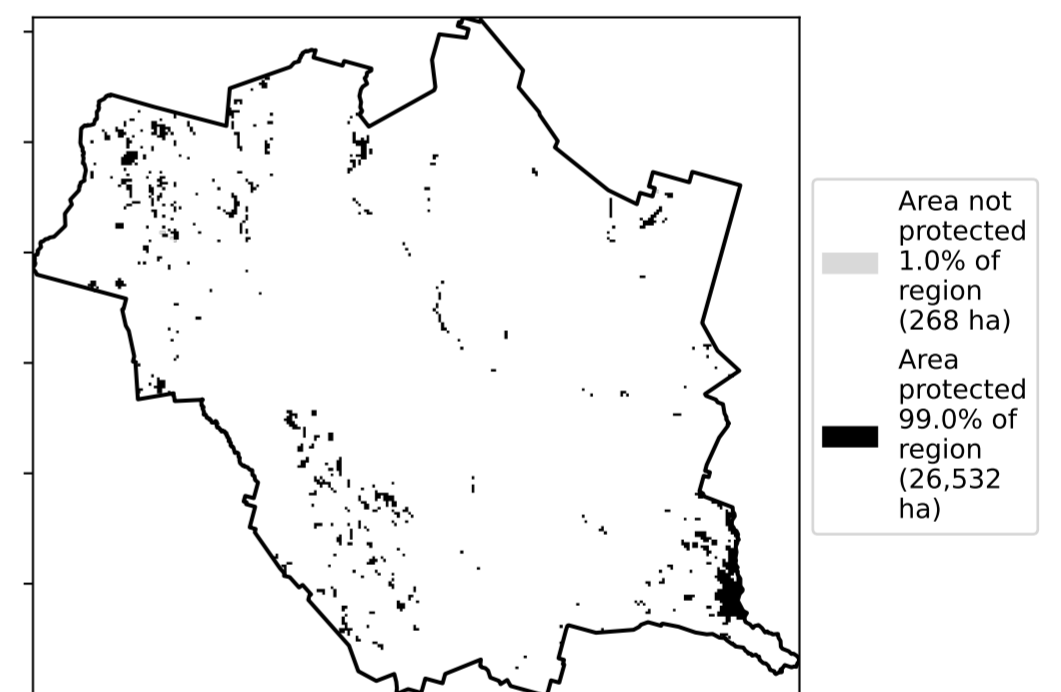 Area not
protected
1.0% of
region
(268 ha)
Area
protected
99.0% of
region
(26,532
ha)